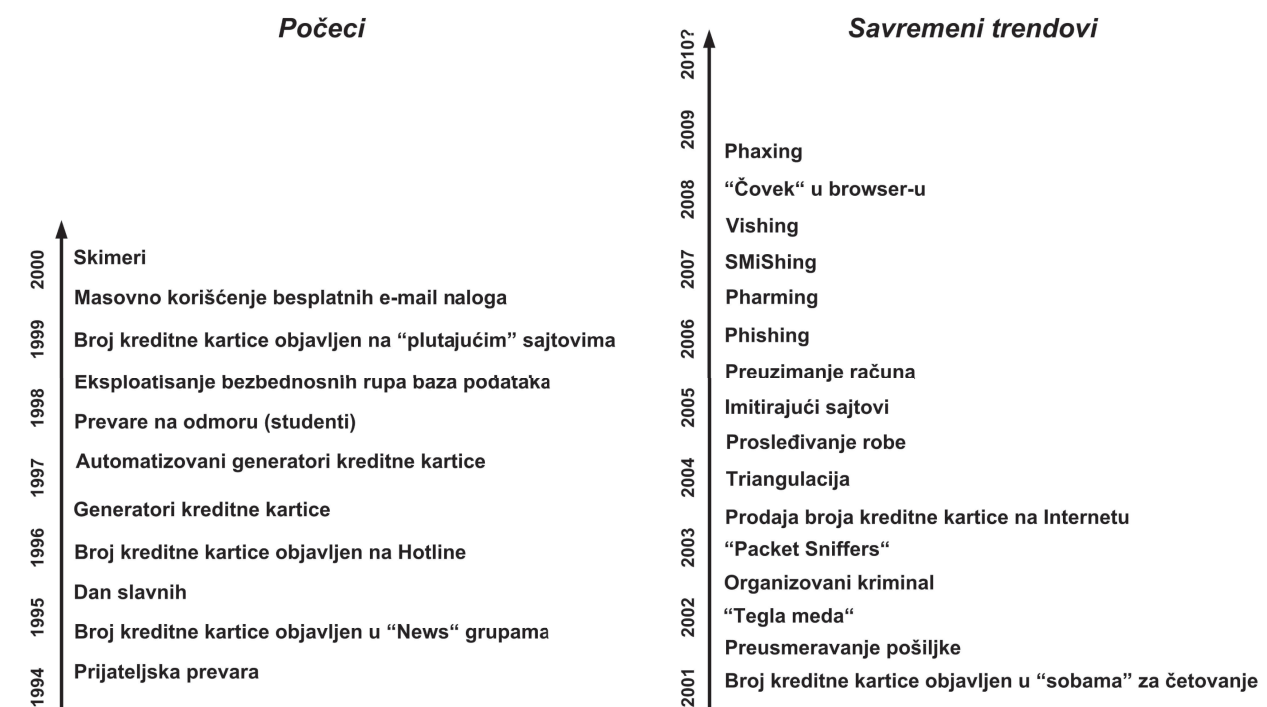 Počeci
2000
1999
1998
1997
1996
1995
1994
Skimeri
Masovno korišćenje besplatnih e-mail naloga
Broj kreditne kartice objavljen na “plutajućim” sajtovima
Eksploatisanje bezbednosnih rupa baza podataka
Prevare na odmoru (studenti)
Automatizovani generatori kreditne kartice
Generatori kreditne kartice
Broj kreditne kartice objavljen na Hotline
Dan slavnih
Broj kreditne kartice objavljen u “News“ grupama
Prijateljska prevara
Savremeni trendovi
2010?
2009
2008
2007
2006
2005
2004
2003
2002
2001
Phaxing
“Čovek“ u browser-u
Vishing
SMiShing
Pharming
Phishing
Preuzimanje računa
Imitirajući sajtovi
Prosleđivanje robe
Triangulacija
Prodaja broja kreditne kartice na Internetu
“Packet Sniffers“
Organizovani kriminal
“Tegla meda“
Preusmeravanje pošiljke
Broj kreditne kartice objavljen u “sobama” za četovanje